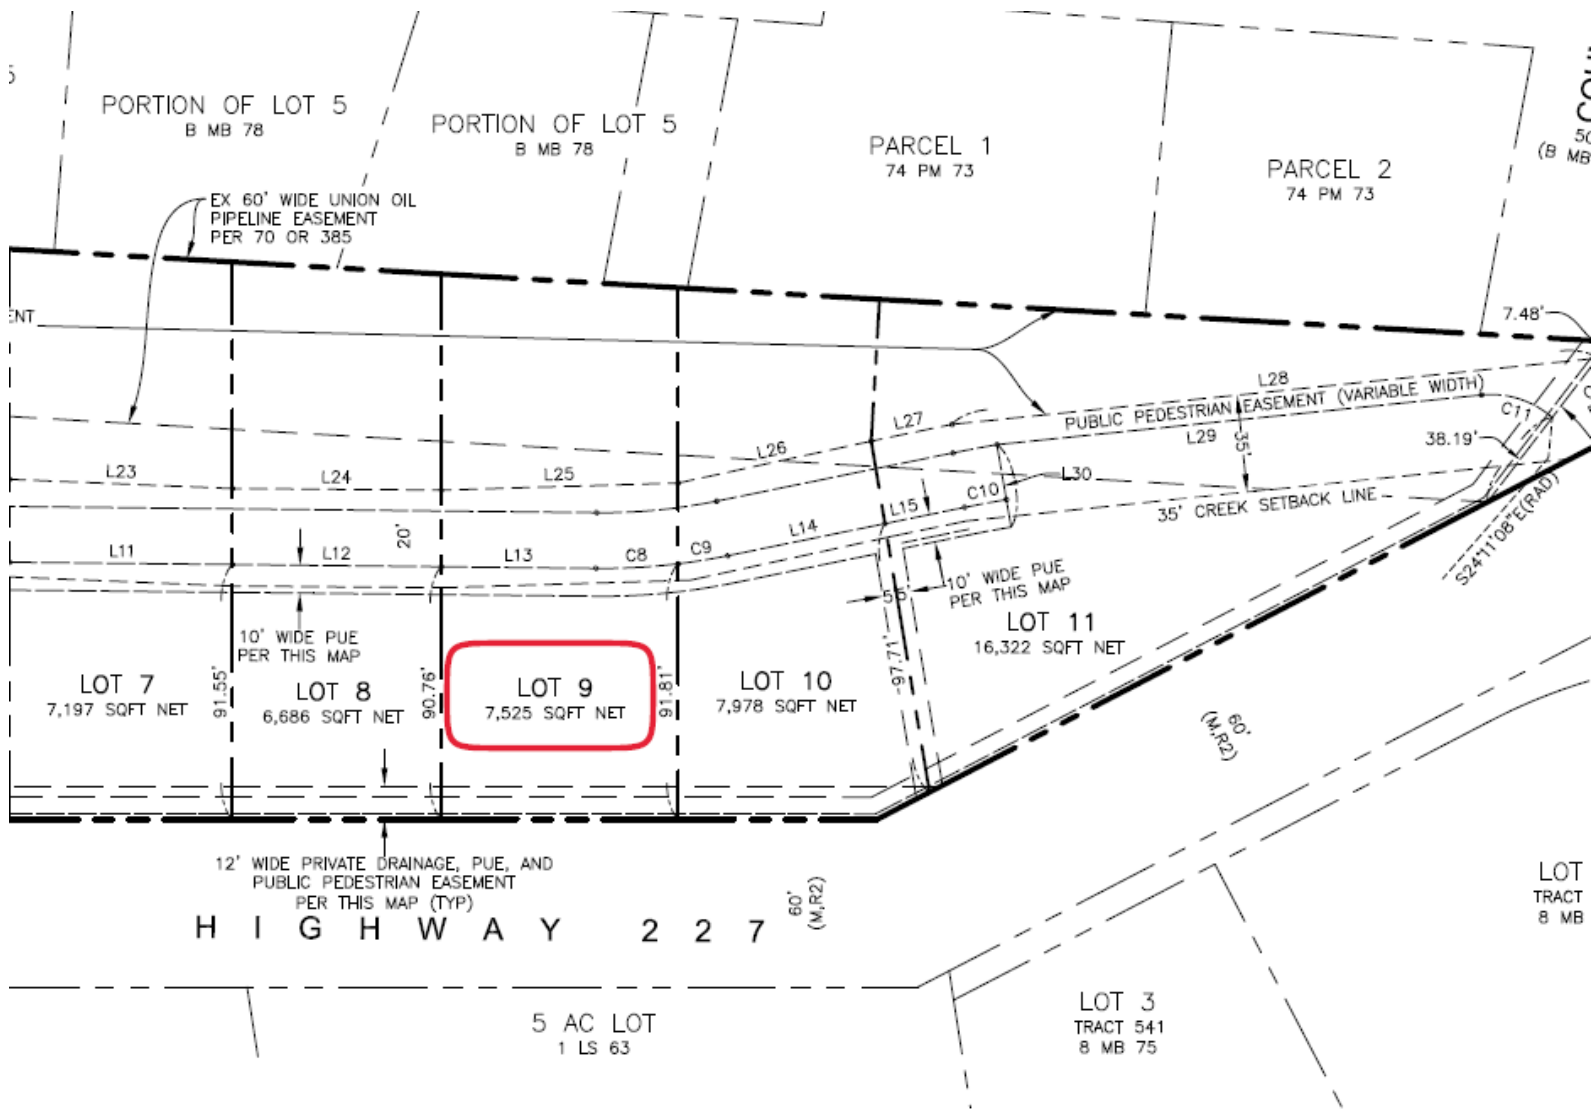 5
PORTION OF LOT 5
B MB 78
PORTION OF LOT 5
B MB 78
PARCEL 1
74 PM 73
PARCEL 2
74 PM 73
50
(B MB
EX 60' WIDE UNION OIL
PIPELINE EASEMENT
PER 70 OR 385
ENT
7.48'
L28
PUBLIC PEDESTRIAN EASEMENT (VARIABLE WIDTH)
L29
C11
38.19'
35'
L27
L26
L23
L24
L25
L30
C10
L15
35' CREEK SETBACK LINE
S24°11'08"E(RAD)
L14
L11
L12
20'
L13
C8
C9
10' WIDE PUE
PER THIS MAP
5'
5'
10' WIDE PUE
PER THIS MAP
LOT 7
7,197 SQFT NET
91.55'
LOT 8
6,686 SQFT NET
90.76'
LOT 9
7,525 SQFT NET
91.81'
LOT 10
7,978 SQFT NET
97.71'
LOT 11
16,322 SQFT NET
60'
(M,R2)
12' WIDE PRIVATE DRAINAGE, PUE, AND
PUBLIC PEDESTRIAN EASEMENT
PER THIS MAP (TYP)
HIGHWAY 227
60'
(M,R2)
LOT
TRACT
8 MB
5 AC LOT
1 LS 63
LOT 3
TRACT 541
8 MB 75